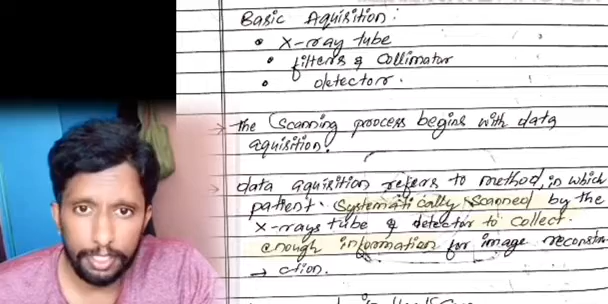 Basic Aquisition:
• X-ray tube
• filters & Collimator
• detector.
→ the Scanning process begins with data
aquisition.
→ data aquisition refers to method, in which
patient systematically scanned by the
x-rays tube & detector to collect.
enough information for image reconstru
→ ction.